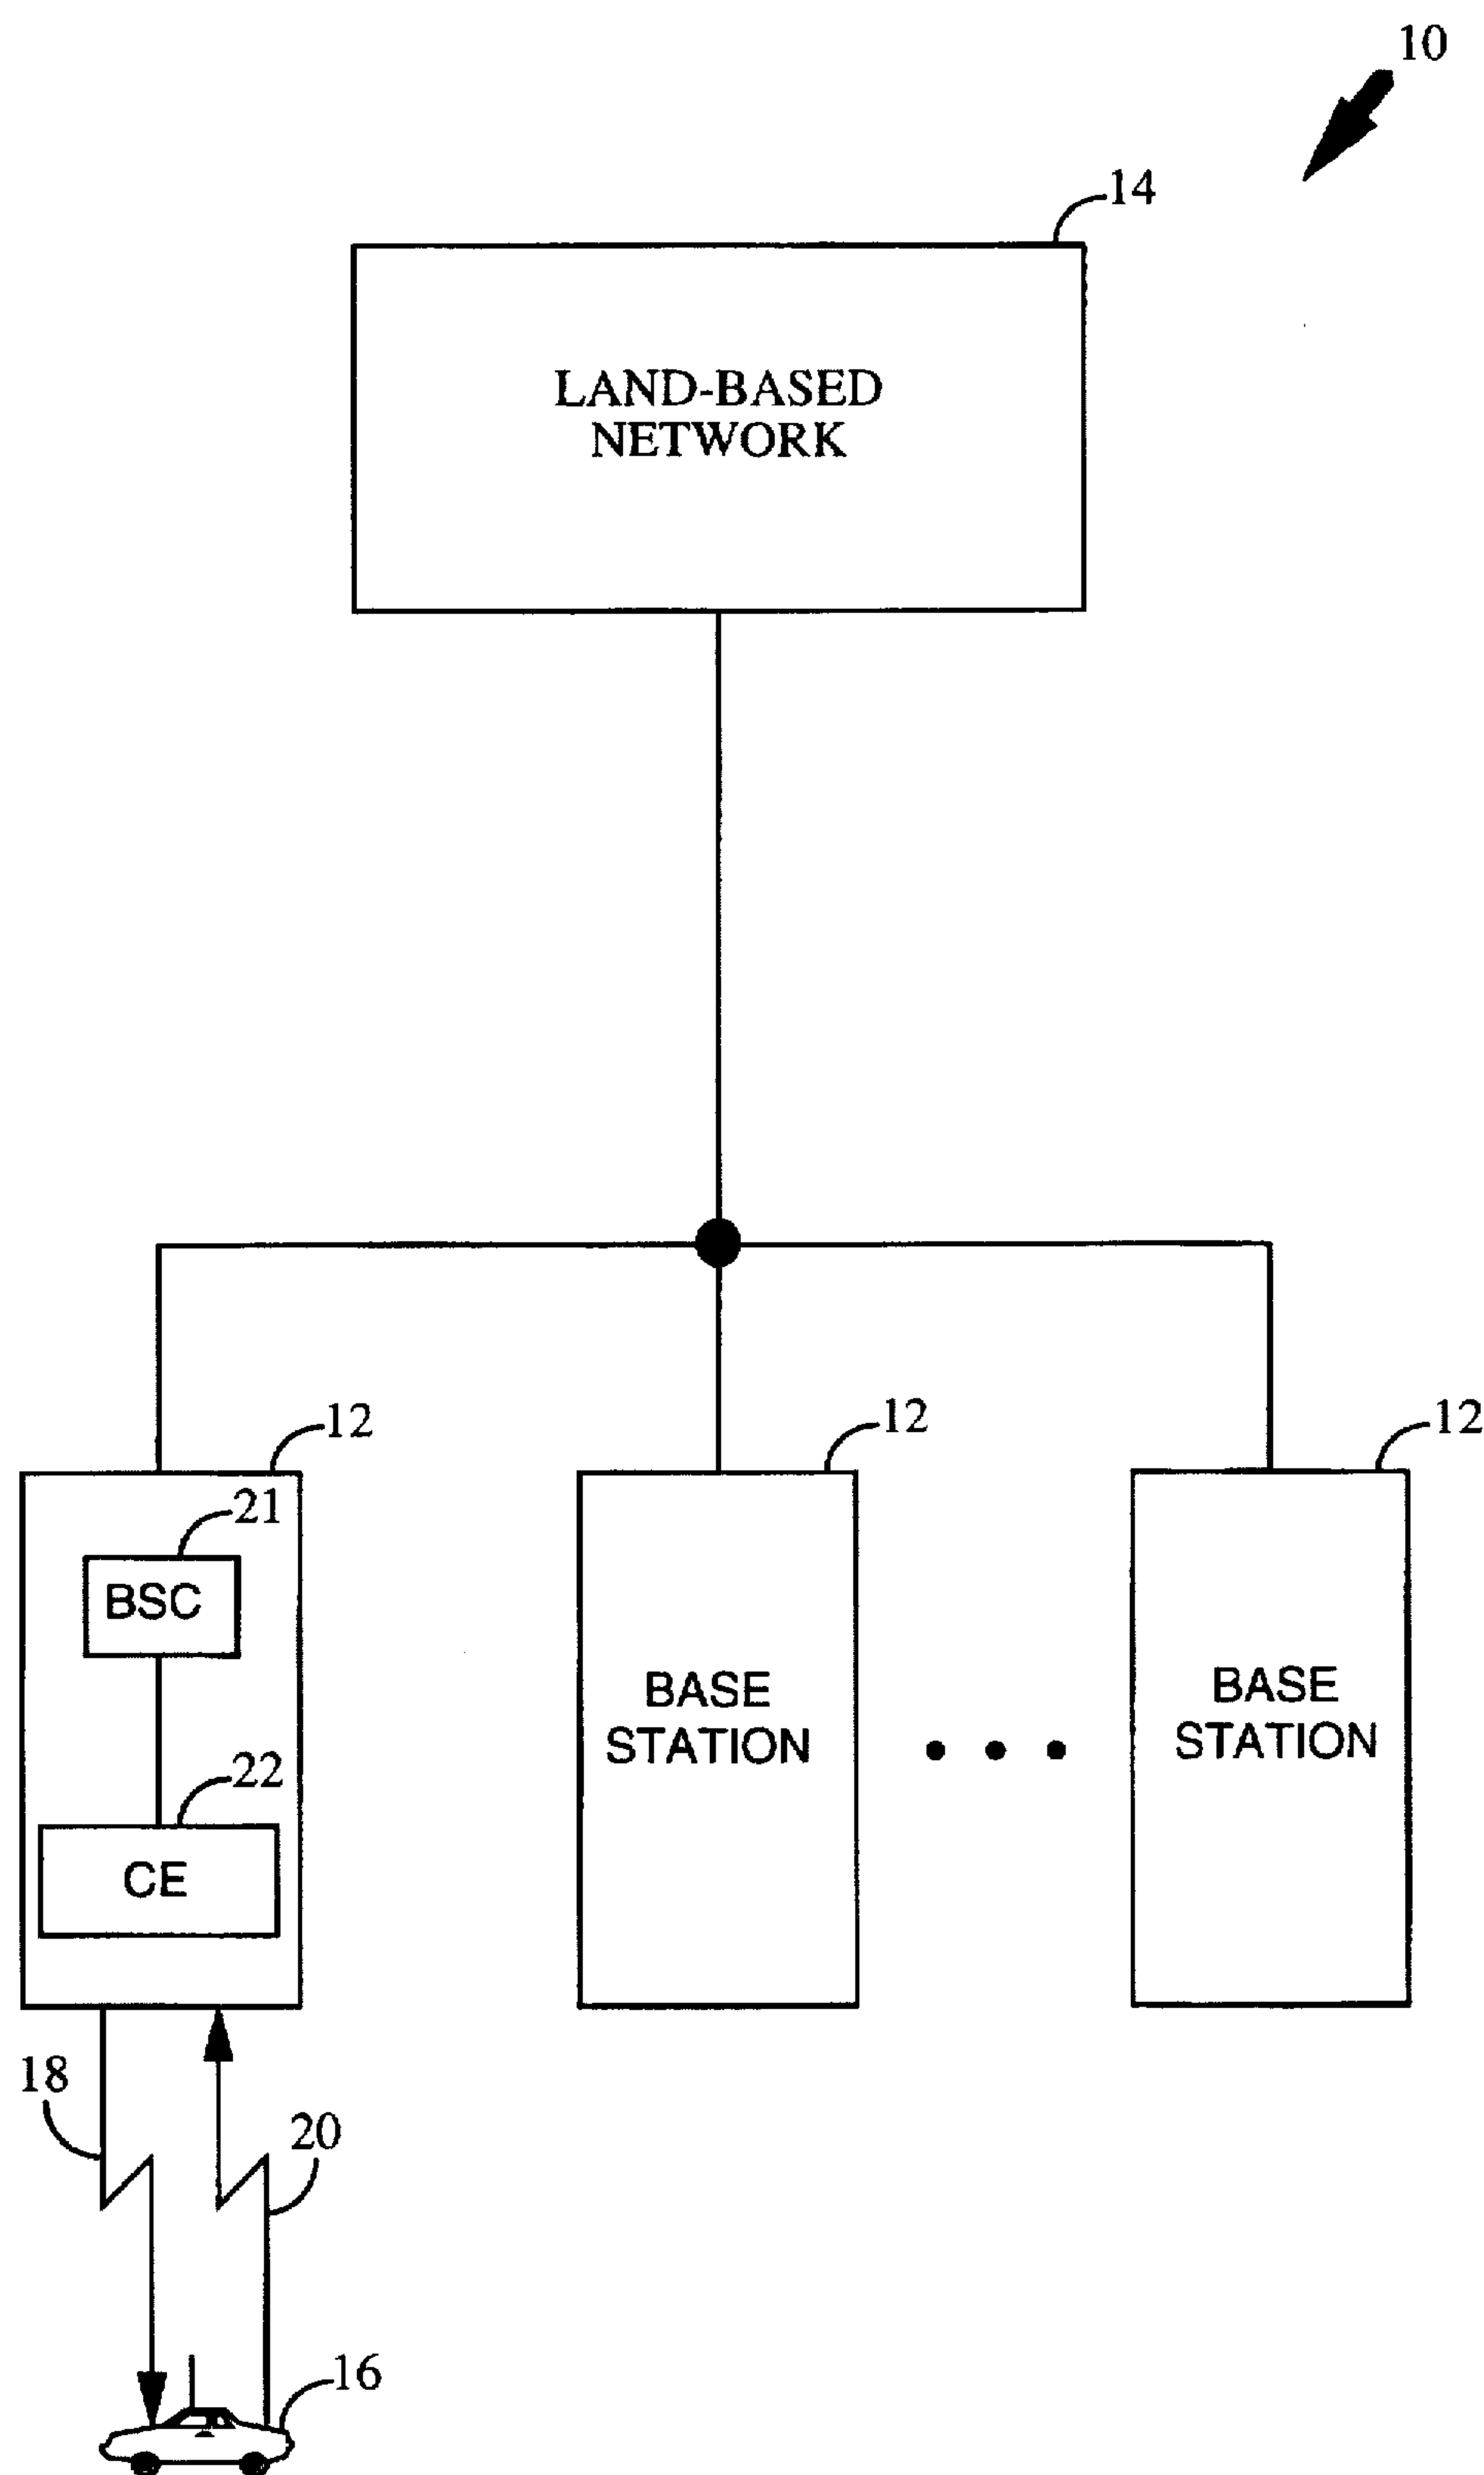 10
14
LAND-BASED
NETWORK
12
12
12
21
BSC
BASE
STATION
BASE
STATION
22
CE
18
20
16